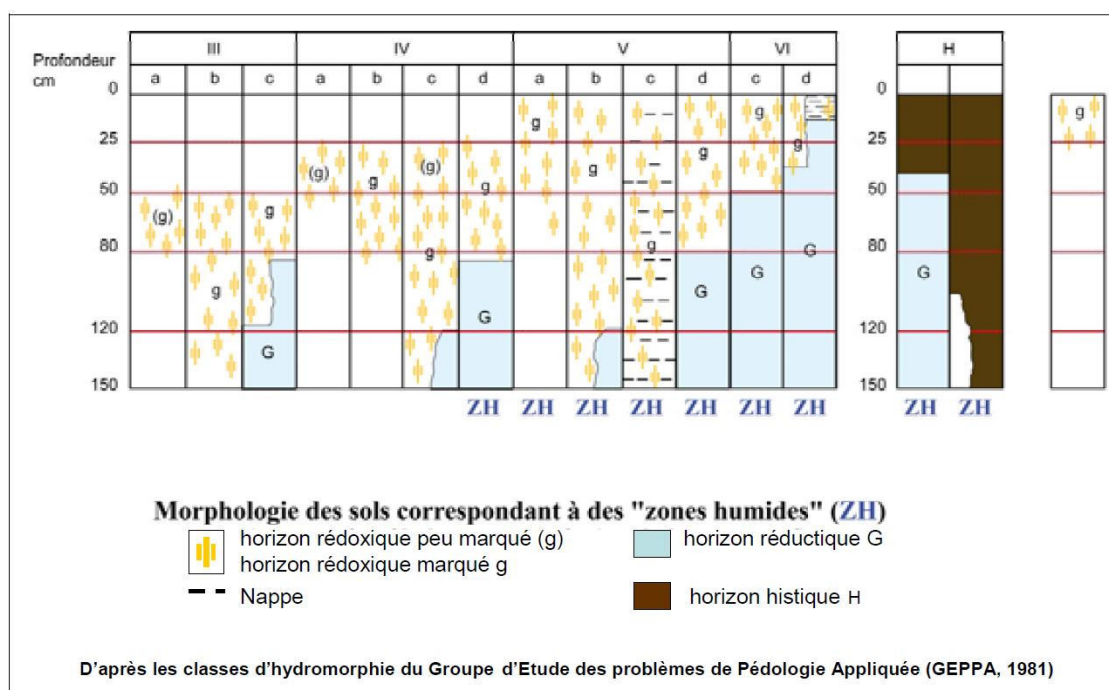 III IV V VI H
Profondeur
cm
a b c a b c d a b c d c d
0 0
g g g g
25 25
(g) (g) g
g g g
50 50
(g) g
80 80
g g
g G G G G
120 120
G
150 150
ZH ZH ZH ZH ZH ZH ZH ZH ZH
Morphologie des sols correspondant à des "zones humides" (ZH)
horizon rédoxique peu marqué (g) horizon réductique G
horizon rédoxique marqué g
Nappe horizon histique H
D'après les classes d'hydromorphie du Groupe d'Etude des problèmes de Pédologie Appliquée (GEPPA, 1981)